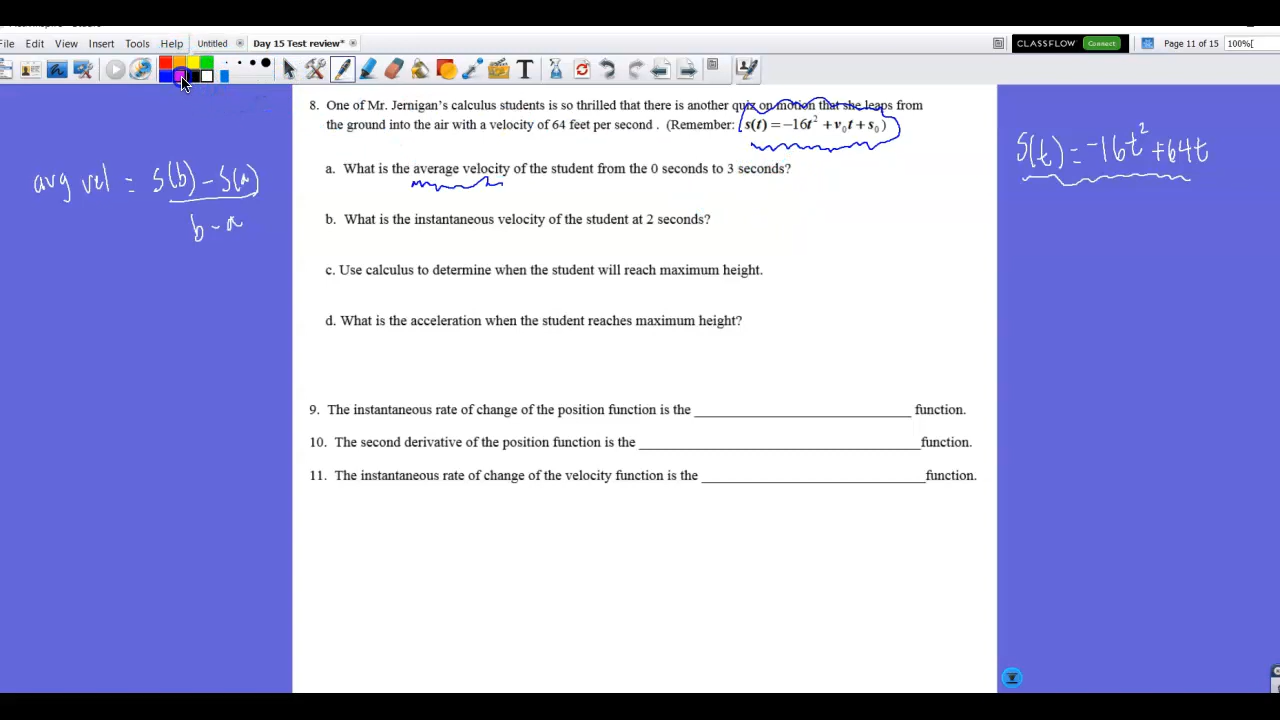 File Edit View Insert Tools Help Untitled Day 15 Test review* CLASSFLOW Connect Page 11 of 15 100%[
8. One of Mr. Jernigan's calculus students is so thrilled that there is another quiz on motion that she leaps from
the ground into the air with a velocity of 64 feet per second . (Remember: s(t) = −16t² + v₀t + s₀)
s(t) = -16t² + 64t
a. What is the average velocity of the student from the 0 seconds to 3 seconds?
avg vel = s(b) - s(a)
b - a
b. What is the instantaneous velocity of the student at 2 seconds?
c. Use calculus to determine when the student will reach maximum height.
d. What is the acceleration when the student reaches maximum height?
9. The instantaneous rate of change of the position function is the ______________________________ function.
10. The second derivative of the position function is the ______________________________________function.
11. The instantaneous rate of change of the velocity function is the ______________________________function.